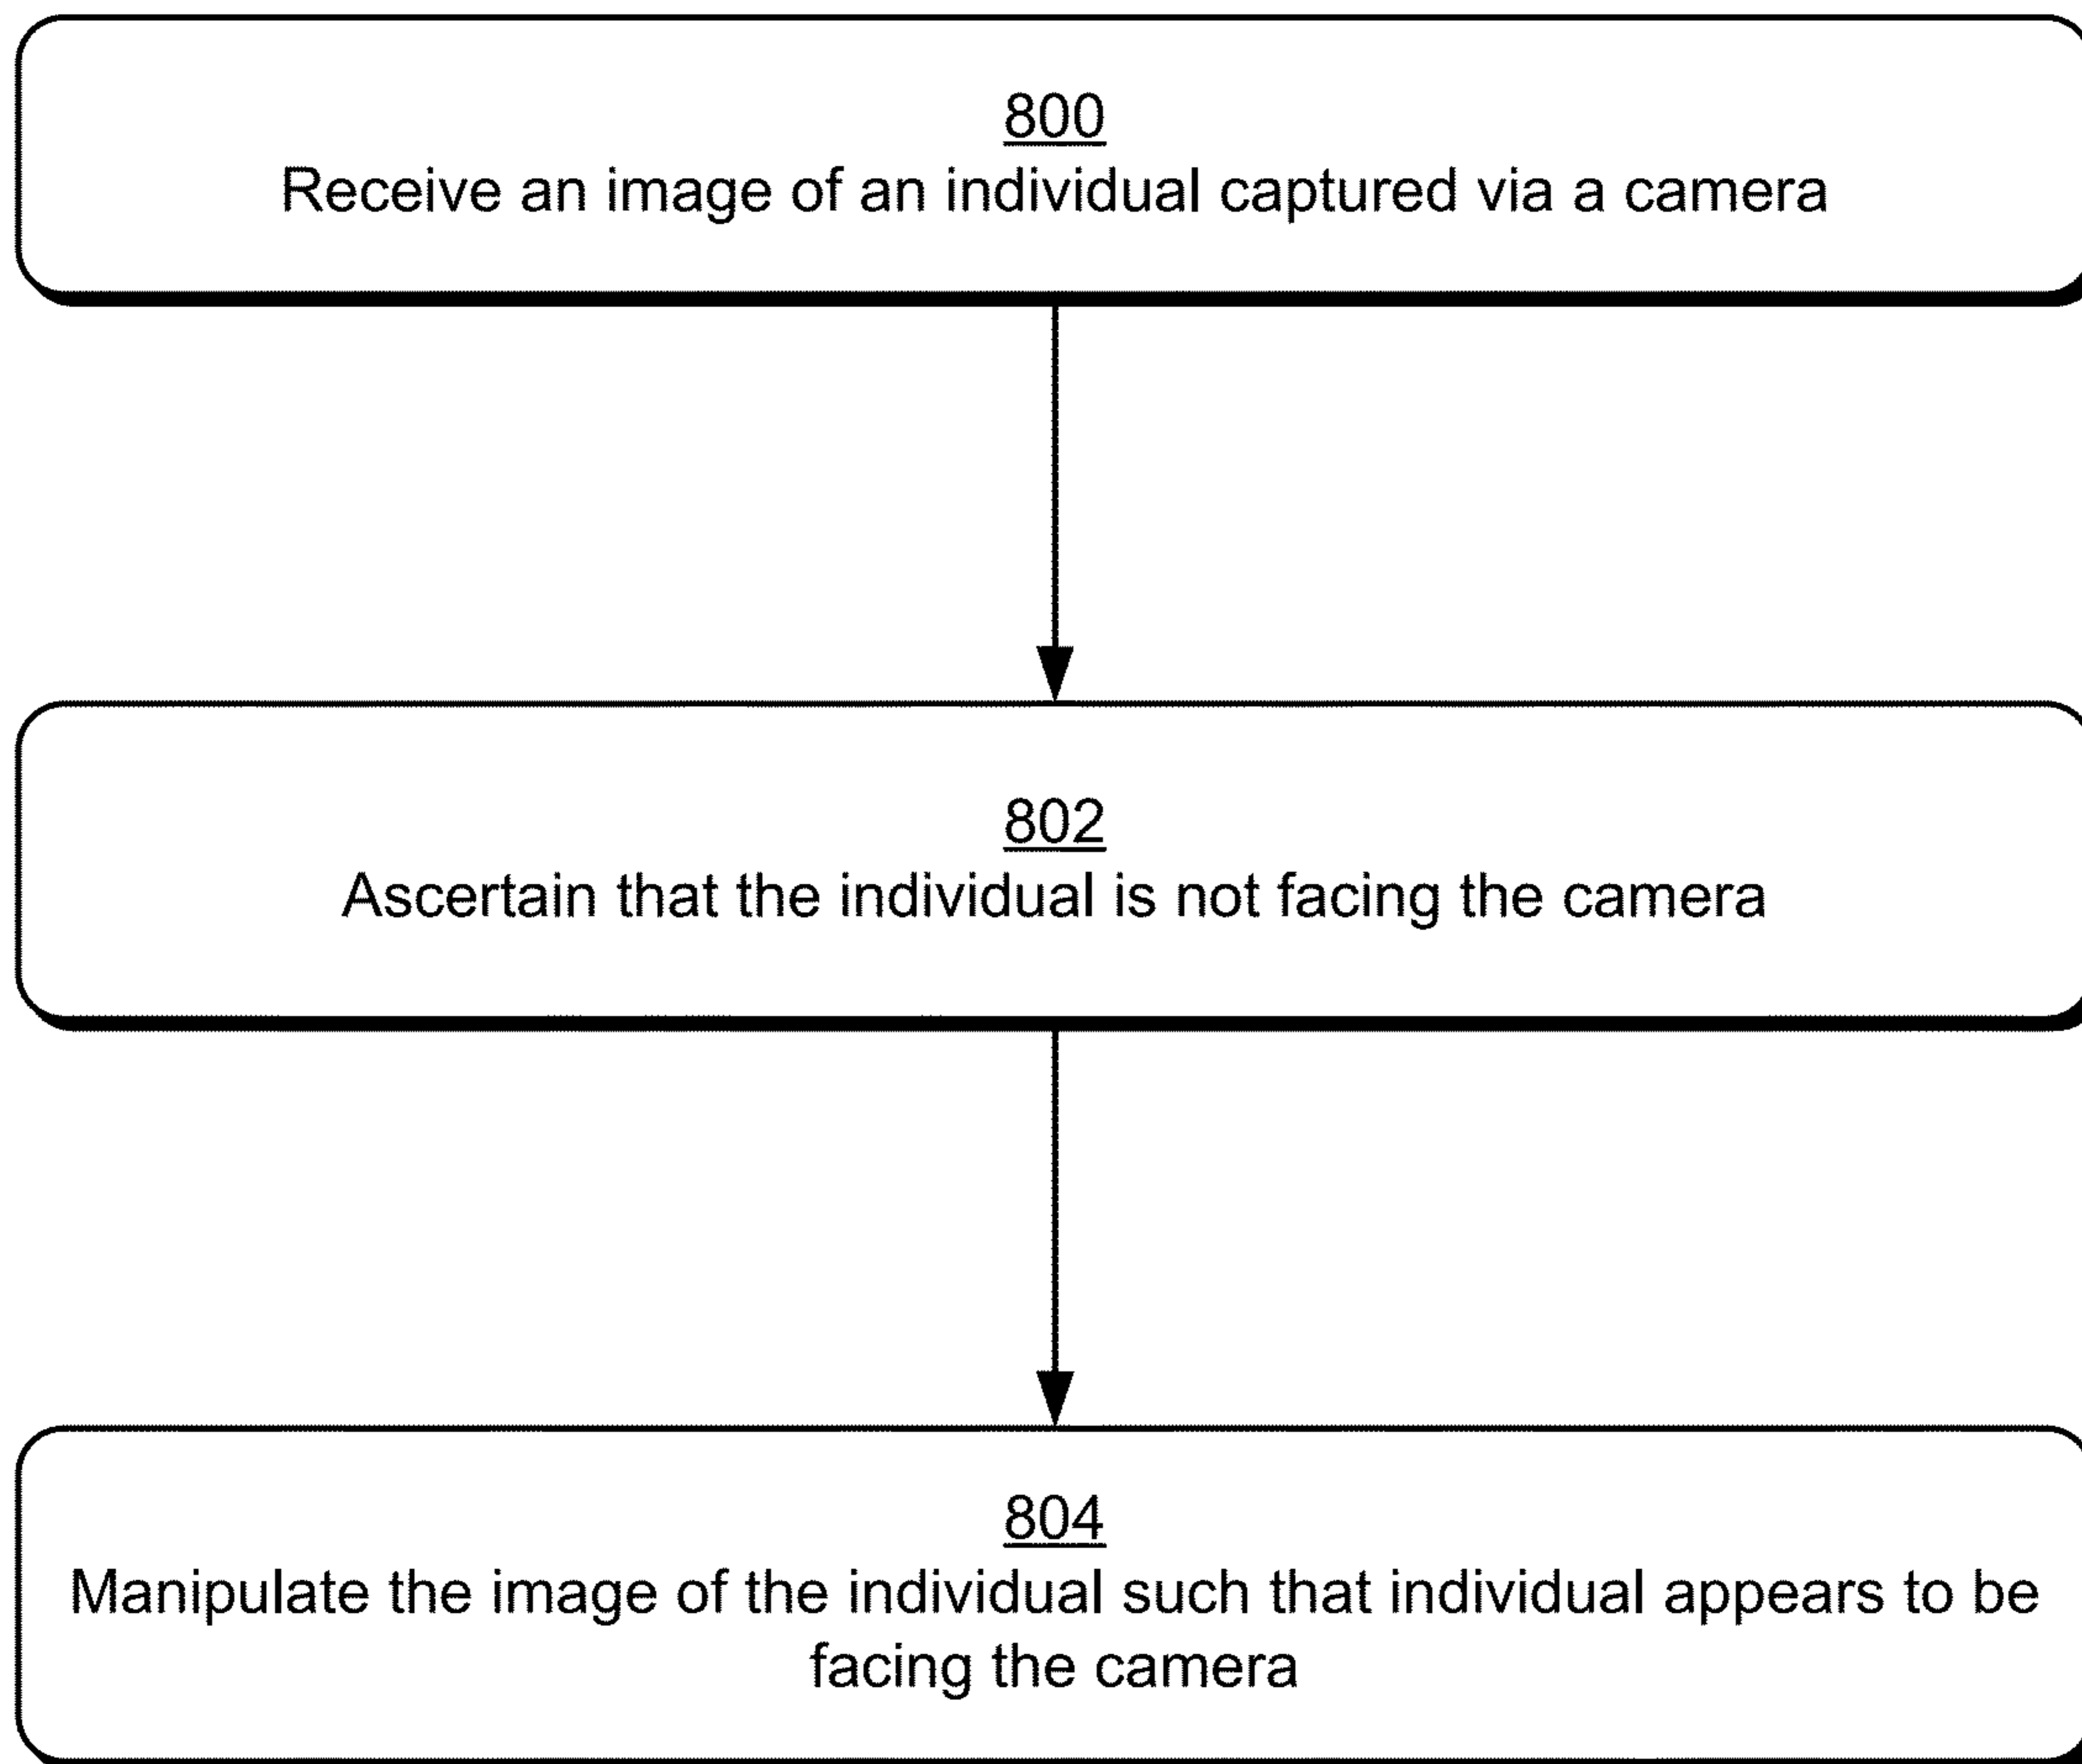 800
Receive an image of an individual captured via a camera
802
Ascertain that the individual is not facing the camera
804
Manipulate the image of the individual such that individual appears to be
facing the camera